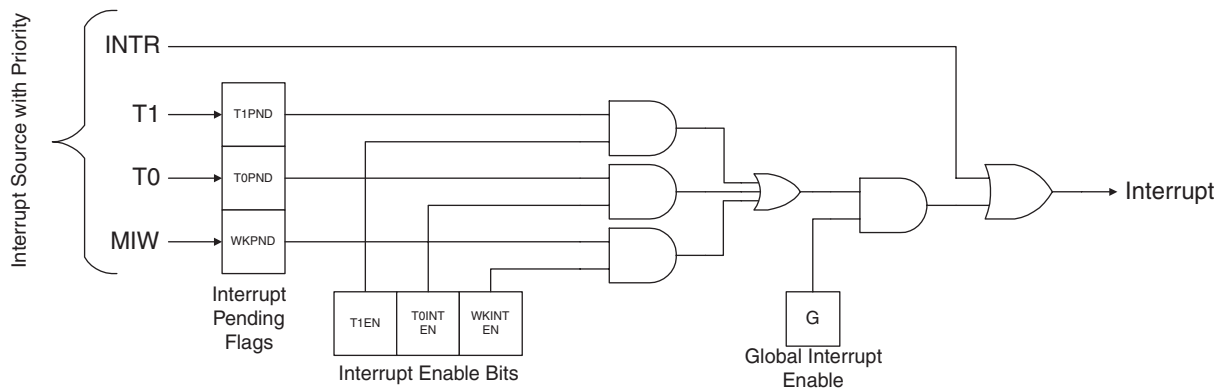 Interrupt Source with Priority
INTR
T1
T1PND
T0
T0PND
MIW
WKPND
Interrupt
Pending
Flags
T1EN
T0INT
EN
WKINT
EN
Interrupt Enable Bits
G
Global Interrupt
Enable
Interrupt